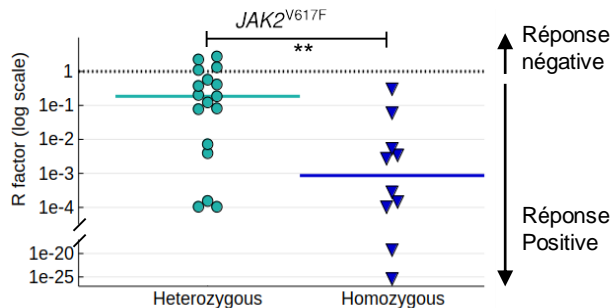 JAK2V617F
**
Réponse
négative
R factor (log scale)
1
1e-1
1e-2
1e-3
1e-4
1e-20
1e-25
Réponse
Positive
Heterozygous
Homozygous